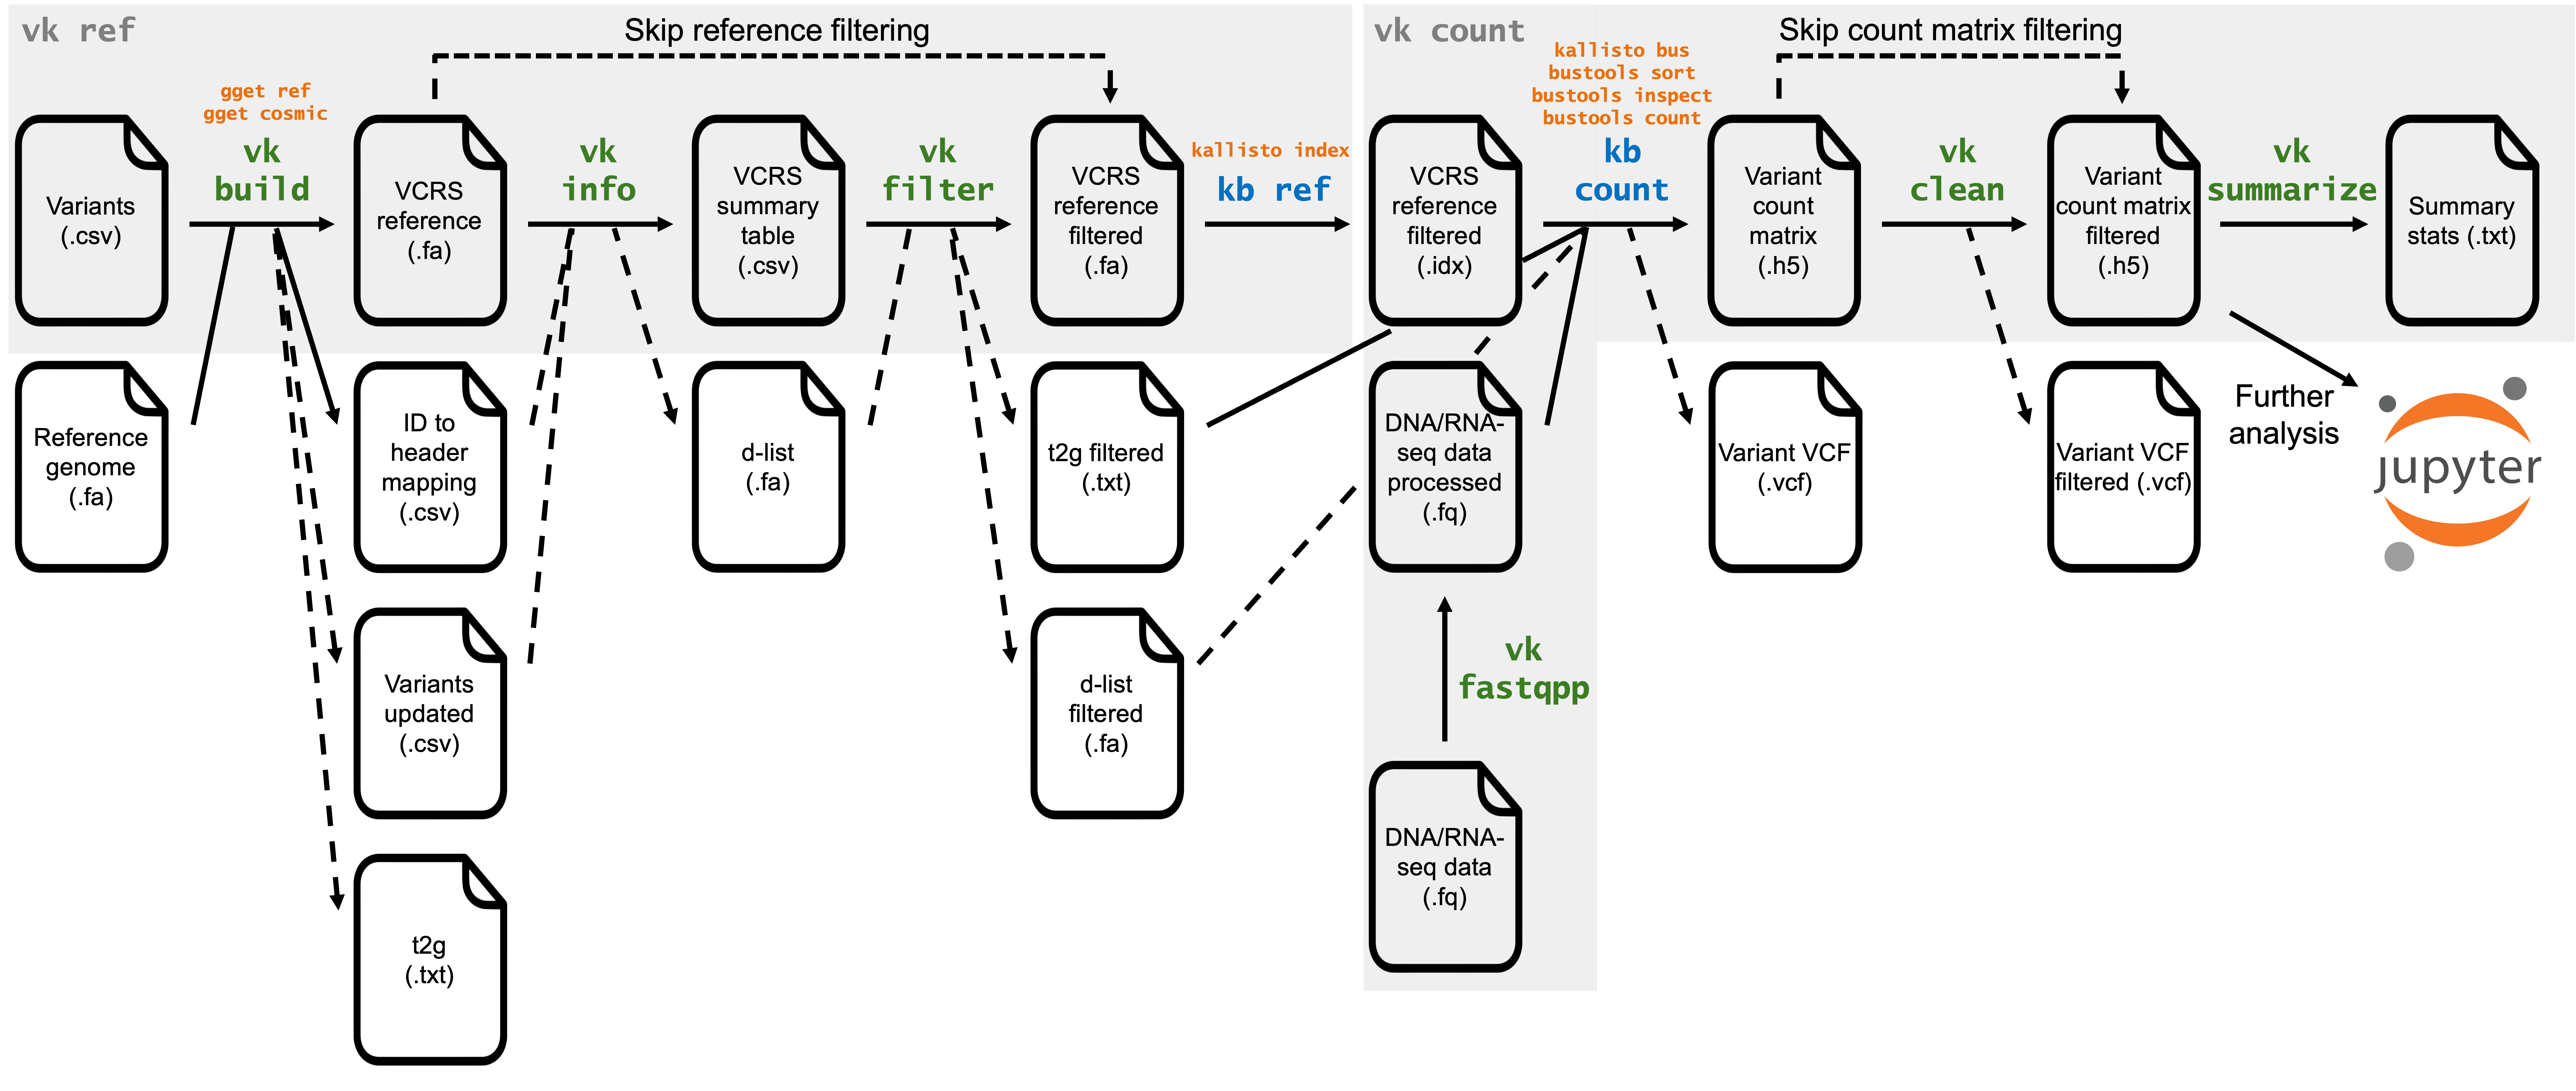 vk ref
Skip reference filtering
vk count
Skip count matrix filtering
gget ref
gget cosmic
kallisto bus
bustools sort
bustools inspect
bustools count
Variants
(.csv)
vk
build
VCRS
reference
(.fa)
vk
info
VCRS
summary
table
(.csv)
vk
filter
VCRS
reference
filtered
(.fa)
kallisto index
kb ref
VCRS
reference
filtered
(.idx)
kb
count
Variant
count
matrix
(.h5)
vk
clean
Variant
count matrix
filtered
(.h5)
vk
summarize
Summary
stats (.txt)
Reference
genome
(.fa)
ID to
header
mapping
(.csv)
d-list
(.fa)
t2g filtered
(.txt)
DNA/RNA-
seq data
processed
(.fq)
Variant VCF
(.vcf)
Variant VCF
filtered (.vcf)
Further
analysis
jupyter
Variants
updated
(.csv)
d-list
filtered
(.fa)
vk
fastqpp
t2g
(.txt)
DNA/RNA-
seq data
(.fq)